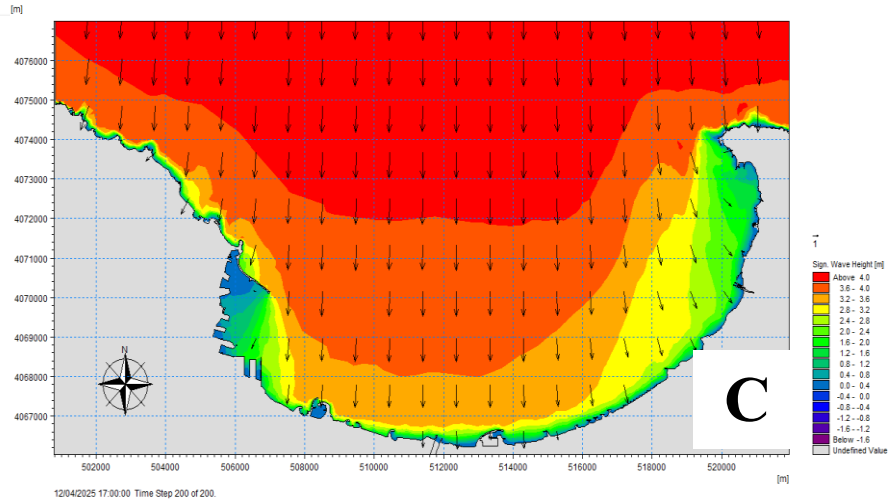 [m]
4076000
4075000
4074000
4073000
4072000
4071000
4070000
4069000
4068000
4067000
N
502000 504000 506000 508000 510000 512000 514000 516000 518000 520000
[m]
12/04/2025 17:00:00 Time Step 200 of 200.
C
1
Sign. Wave Height [m]
Above 4.0
3.6 - 4.0
3.2 - 3.6
2.8 - 3.2
2.4 - 2.8
2.0 - 2.4
1.6 - 2.0
1.2 - 1.6
0.8 - 1.2
0.4 - 0.8
0.0 - 0.4
-0.4 - 0.0
-0.8 - -0.4
-1.2 - -0.8
-1.6 - -1.2
Below -1.6
Undefined Value